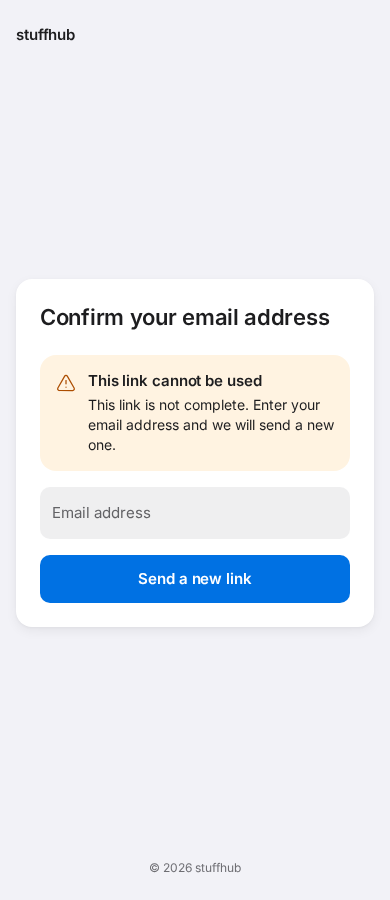 stuffhub
Confirm your email address
This link cannot be used
This link is not complete. Enter your
email address and we will send a new
one.
Email address
Send a new link
© 2026 stuffhub